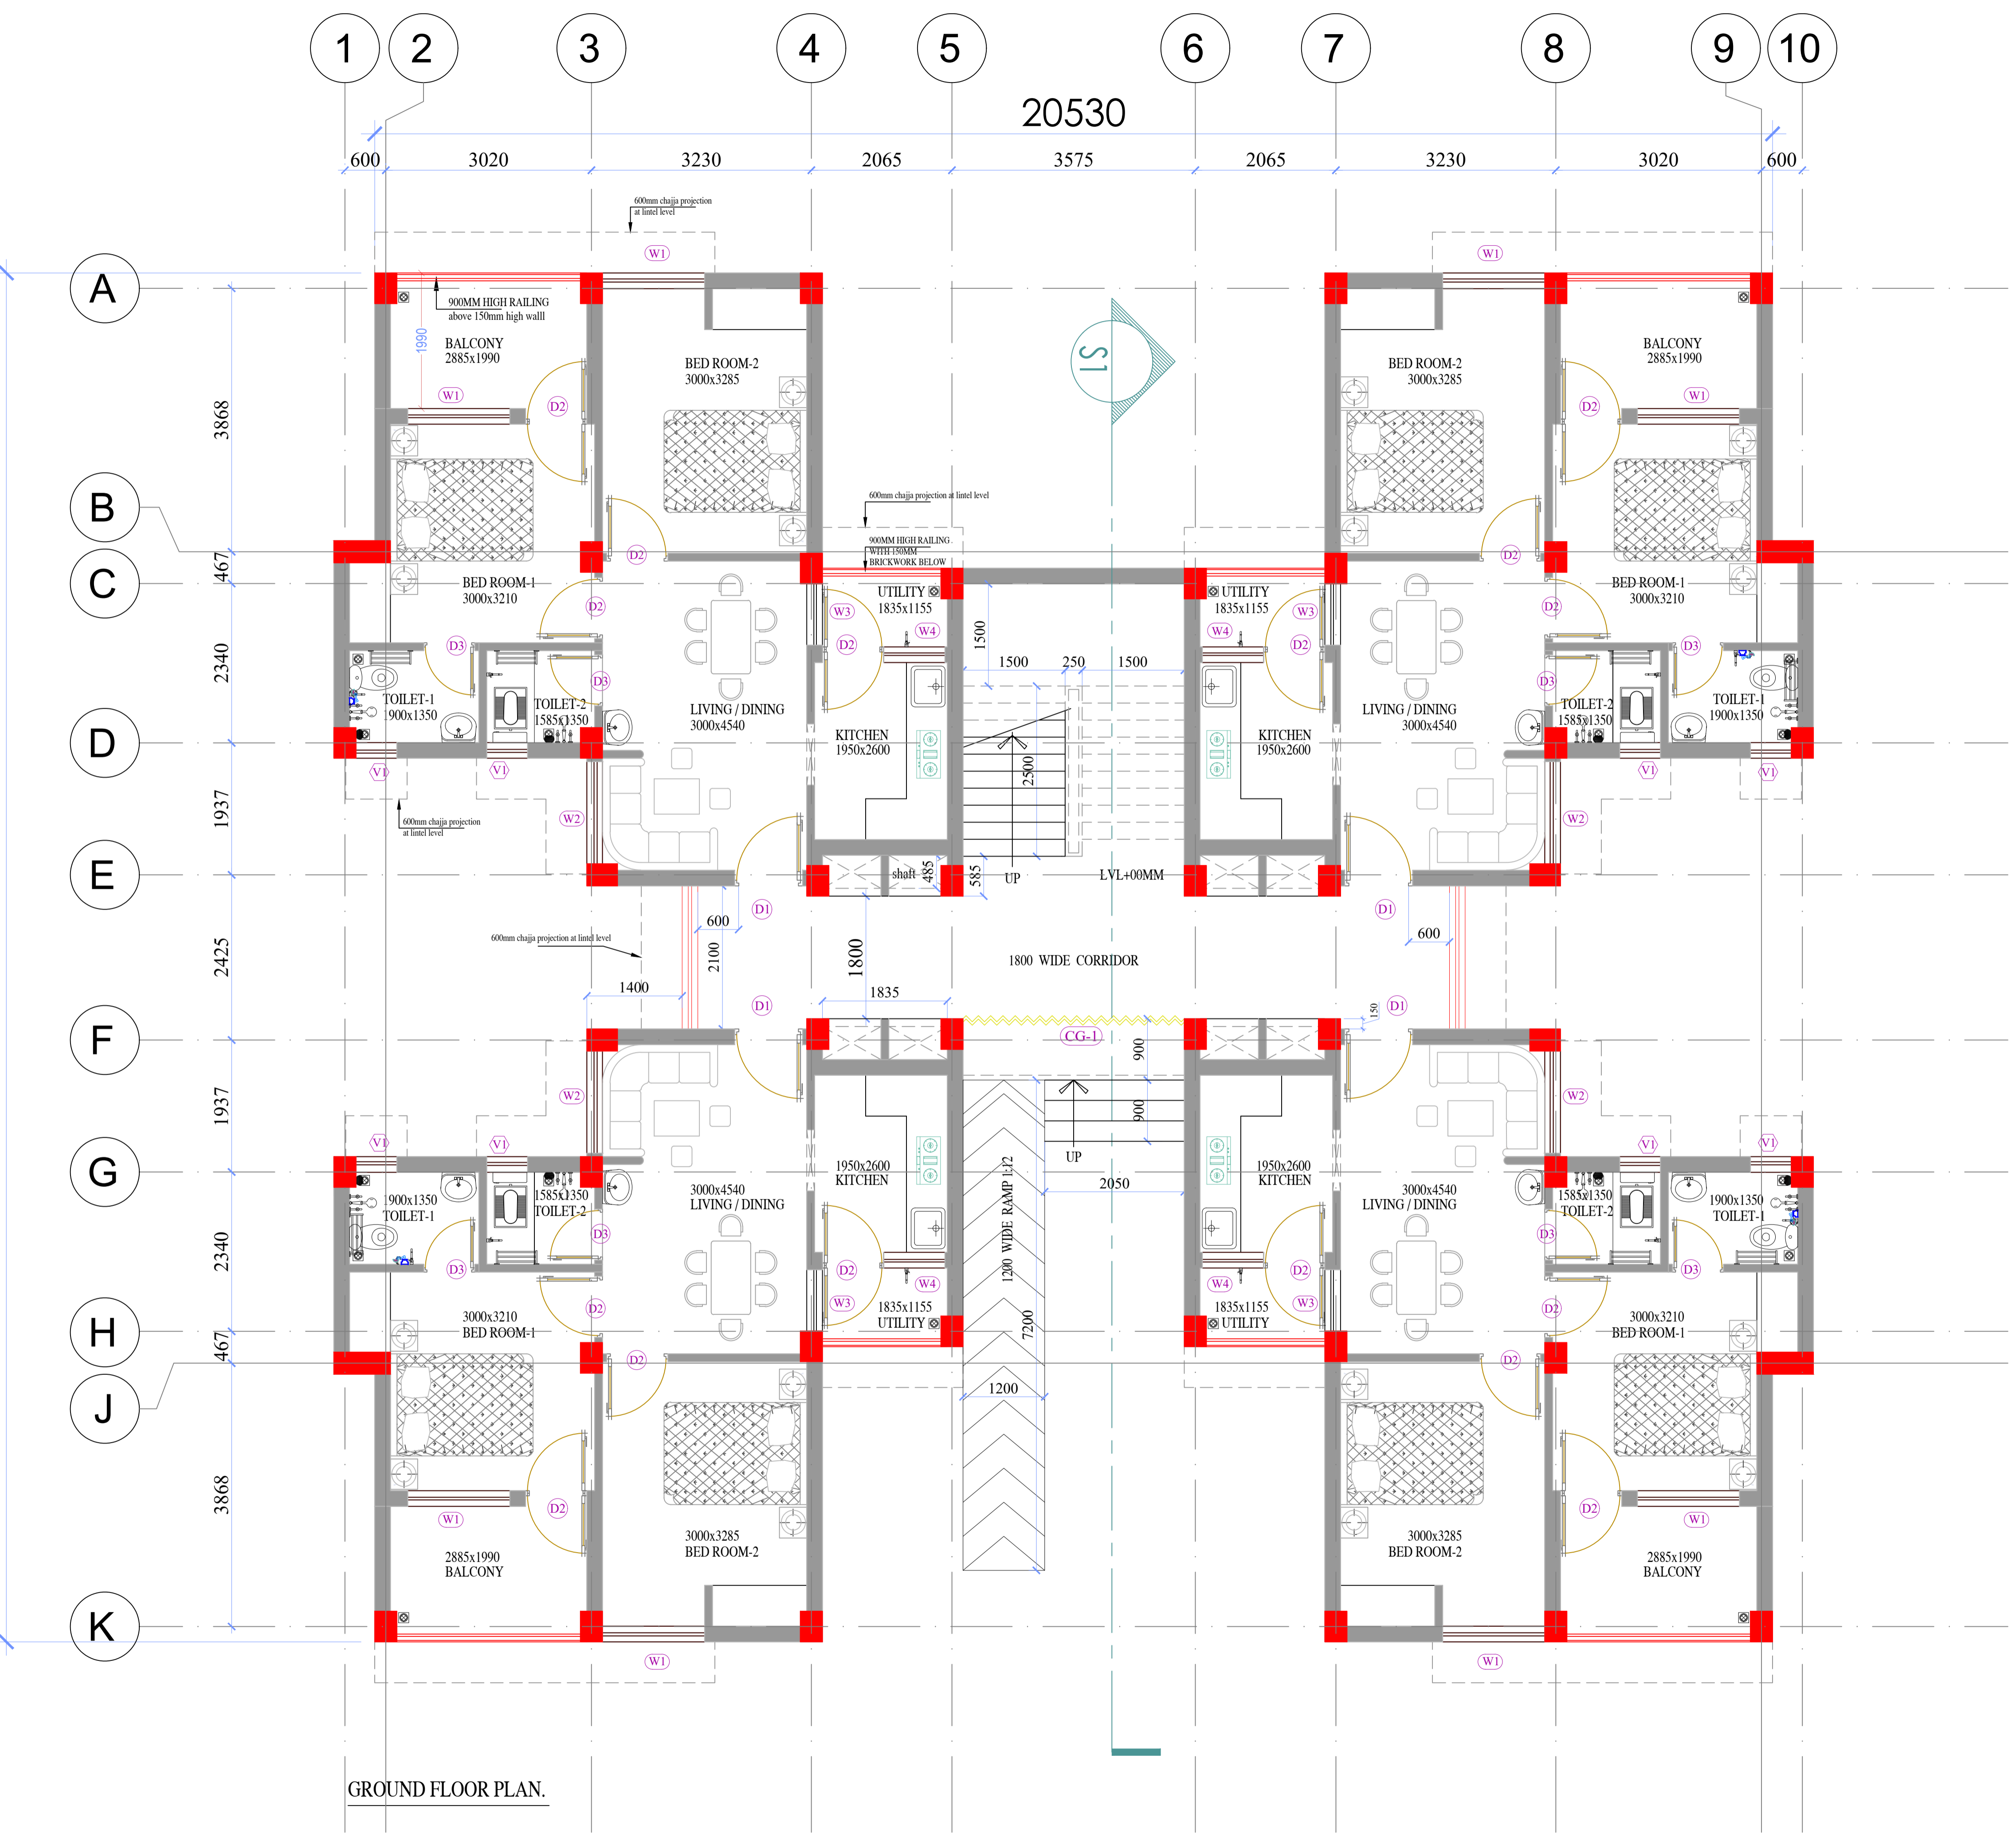 1 2 3 4 5 6 7 8 9 10
20530
600 3020 3230 2065 3575 2065 3230 3020 600
600mm chajja projection
at lintel level
W1 W1
A
900MM HIGH RAILING
above 150mm high walll
1990
BALCONY
2885x1990
BED ROOM-2
3000x3285
S1
BED ROOM-2
3000x3285
BALCONY
2885x1990
W1 D2 D2 W1
3868
B
600mm chajja projection at lintel level
900MM HIGH RAILING
WITH 150MM
BRICKWORK BELOW
D2 D2
467
C
BED ROOM-1
3000x3210
D2
UTILITY
1835x1155
W3 W4
D2
UTILITY
1835x1155
W3 W4
D2
BED ROOM-1
3000x3210
D2
1500
1500 250 1500
2340
D3 D3 D3 D3
TOILET-1
1900x1350
TOILET-2
1585x1350
LIVING / DINING
3000x4540
KITCHEN
1950x2600
KITCHEN
1950x2600
LIVING / DINING
3000x4540
TOILET-2
1585x1350
TOILET-1
1900x1350
D
V1 V1 V1 V1
2500
1937
600mm chajja projection
at lintel level
W2 W2
E
shaft 485 585 UP LVL+00MM
D1 D1
600 600
2425
600mm chajja projection at lintel level
2100
1800
1800 WIDE CORRIDOR
1400
1835
D1 D1
150
F
CG-1
900
1937
W2 W2
900
V1 V1 V1 V1
UP
G
1900x1350
TOILET-1
1585x1350
TOILET-2
3000x4540
LIVING / DINING
1950x2600
KITCHEN
1200 WIDE RAMP 1:12
2050
1950x2600
KITCHEN
3000x4540
LIVING / DINING
1585x1350
TOILET-2
1900x1350
TOILET-1
2340
D3 D3 D3 D3
D2 W4 W4 D2
W3 W3
1835x1155
UTILITY
1835x1155
UTILITY
D2 D2
3000x3210
BED ROOM-1
3000x3210
BED ROOM-1
H
7200
467
D2 D2
J
1200
3868
W1 D2 D2 W1
3000x3285
BED ROOM-2
3000x3285
BED ROOM-2
2885x1990
BALCONY
2885x1990
BALCONY
K
W1 W1
GROUND FLOOR PLAN.